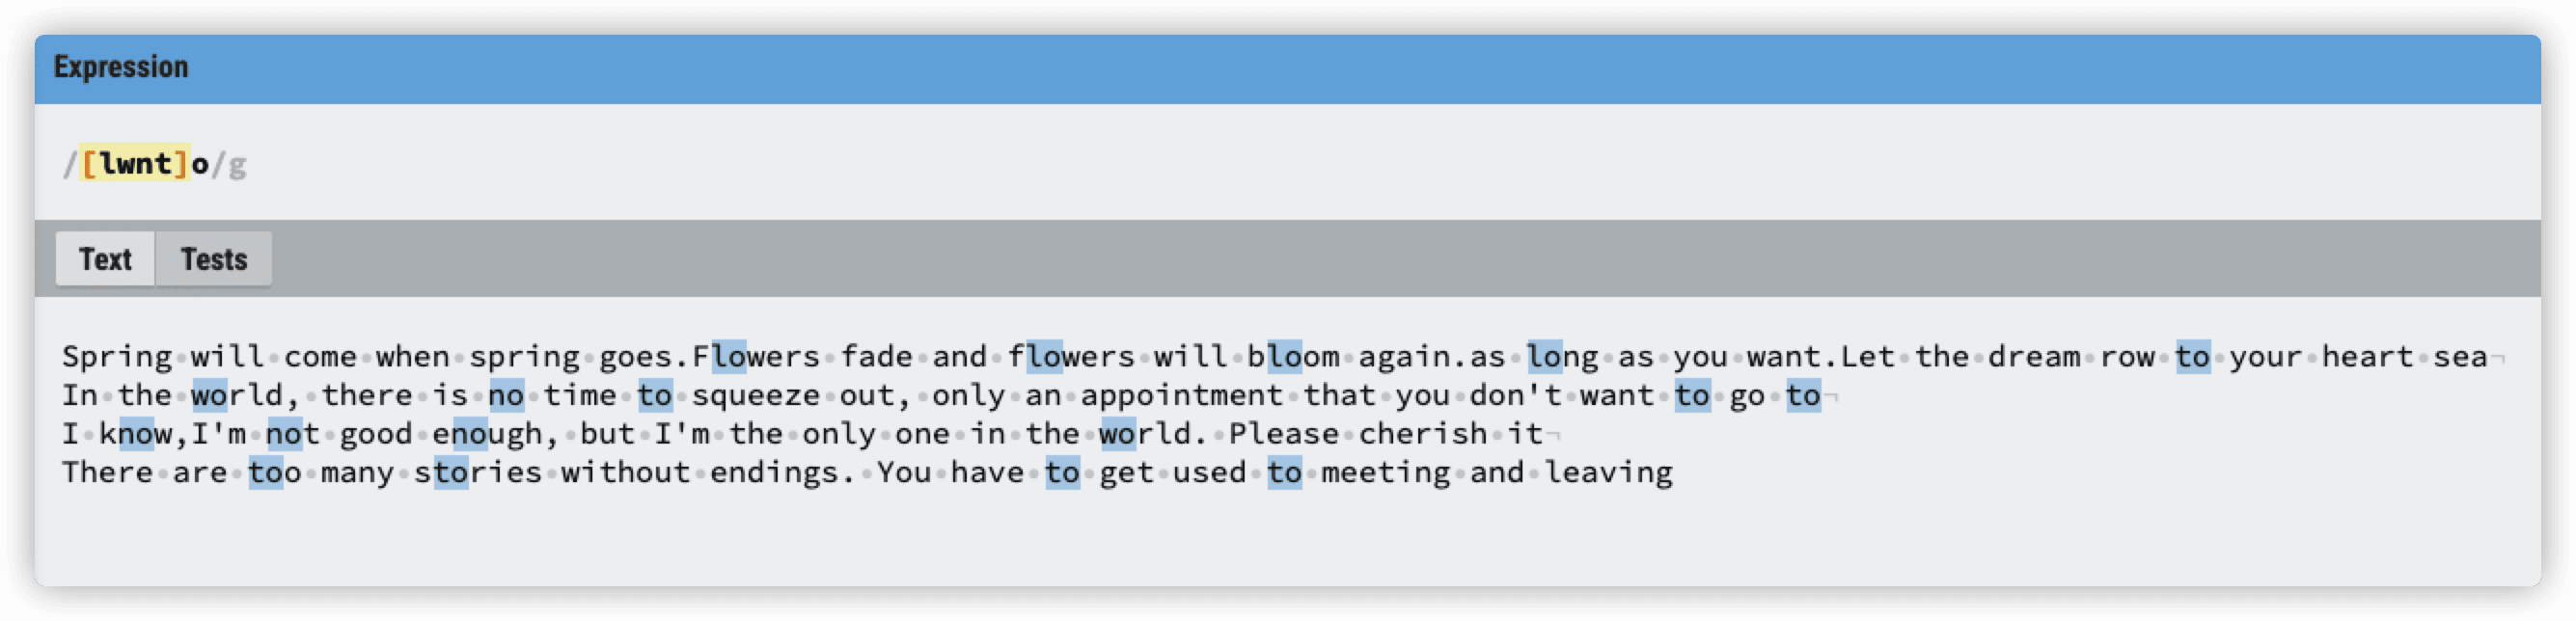 Expression
/[lwnt]o/g
Text Tests
Spring·will·come·when·spring·goes.Flowers·fade·and·flowers·will·bloom·again.as·long·as·you·want.Let·the·dream·row·to·your·heart·sea¬
In·the·world,·there·is·no·time·to·squeeze·out,·only·an·appointment·that·you·don't·want·to·go·to¬
I·know,I'm·not·good·enough,·but·I'm·the·only·one·in·the·world.·Please·cherish·it¬
There·are·too·many·stories·without·endings.·You·have·to·get·used·to·meeting·and·leaving